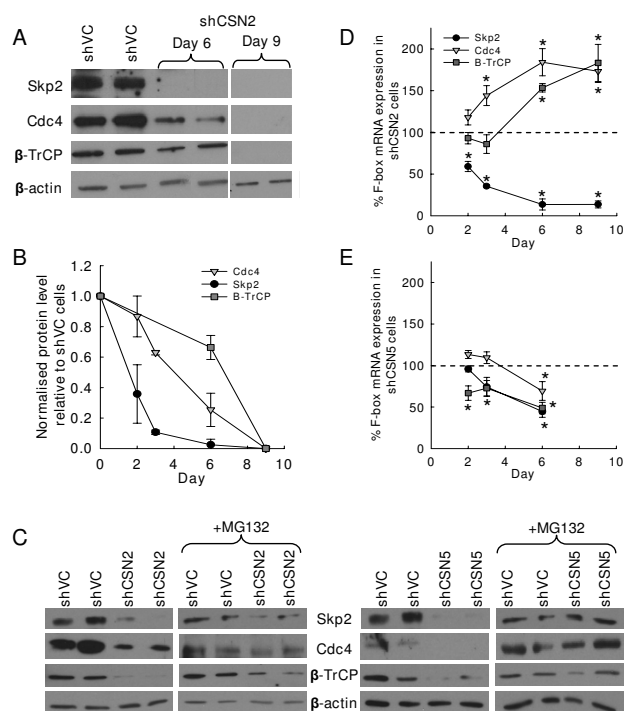 A
shVC
shVC
shCSN2
Day 6
Day 9
Skp2
Cdc4
β-TrCP
β-actin
B
Normalised protein level
relative to shVC cells
1.2
1.0
0.8
0.6
0.4
0.2
0.0
Cdc4
Skp2
B-TrCP
0 2 4 6 8 10
Day
D
% F-box mRNA expression in
shCSN2 cells
200
150
100
50
0
Skp2
Cdc4
B-TrCP
* * * * * * * *
0 2 4 6 8 10
Day
E
% F-box mRNA expression in
shCSN5 cells
200
150
100
50
0
* * * * *
0 2 4 6 8 10
Day
C
+MG132
shVC
shVC
shCSN2
shCSN2
shVC
shVC
shCSN2
shCSN2
+MG132
shVC
shVC
shCSN5
shCSN5
shVC
shVC
shCSN5
shCSN5
Skp2
Cdc4
β-TrCP
β-actin